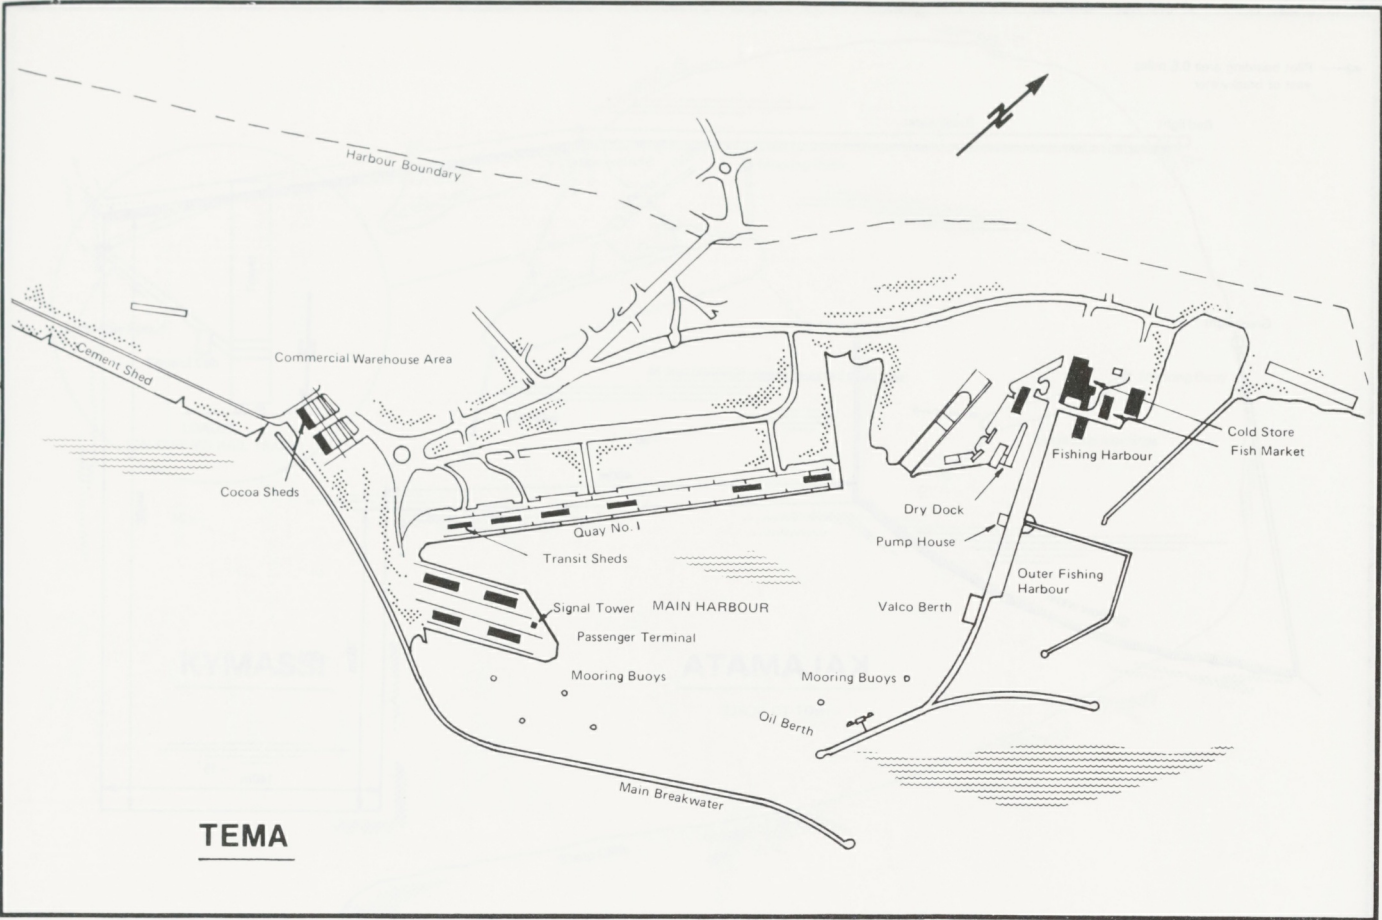 N
Harbour Boundary
Cement Shed
Commercial Warehouse Area
Cocoa Sheds
Cold Store
Fish Market
Fishing Harbour
Dry Dock
Quay No. 1
Pump House
Transit Sheds
Outer Fishing
Harbour
Signal Tower
MAIN HARBOUR
Valco Berth
Passenger Terminal
Mooring Buoys
Mooring Buoys
Oil Berth
Main Breakwater
TEMA
KALAMATA